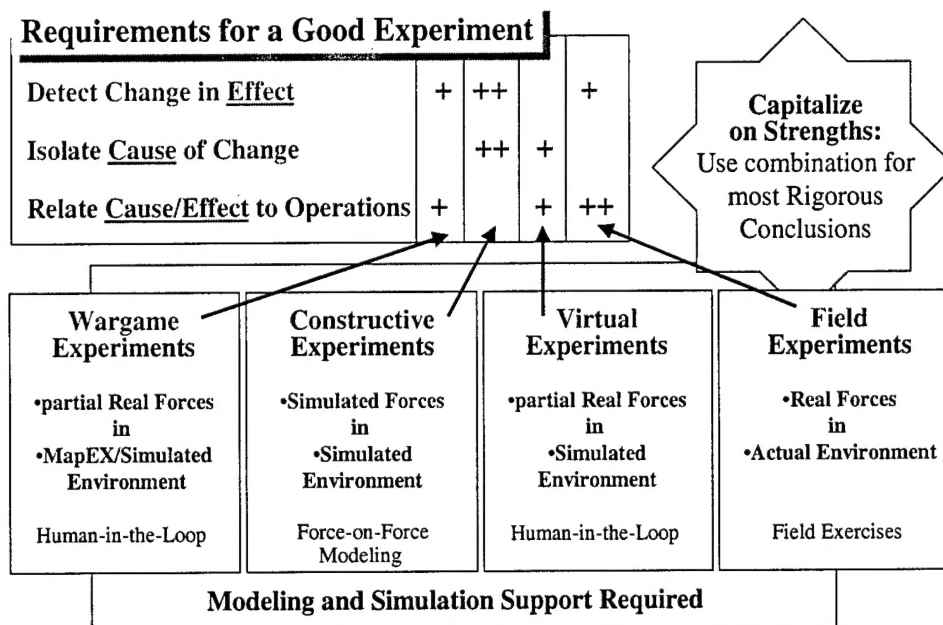 Requirements for a Good Experiment
Detect Change in Effect + ++ +
Isolate Cause of Change ++ +
Relate Cause/Effect to Operations + + ++
Capitalize
on Strengths:
Use combination for
most Rigorous
Conclusions
Wargame
Experiments
•partial Real Forces
in
•MapEX/Simulated
Environment
Human-in-the-Loop
Constructive
Experiments
•Simulated Forces
in
•Simulated
Environment
Force-on-Force
Modeling
Virtual
Experiments
•partial Real Forces
in
•Simulated
Environment
Human-in-the-Loop
Field
Experiments
•Real Forces
in
•Actual Environment
Field Exercises
Modeling and Simulation Support Required